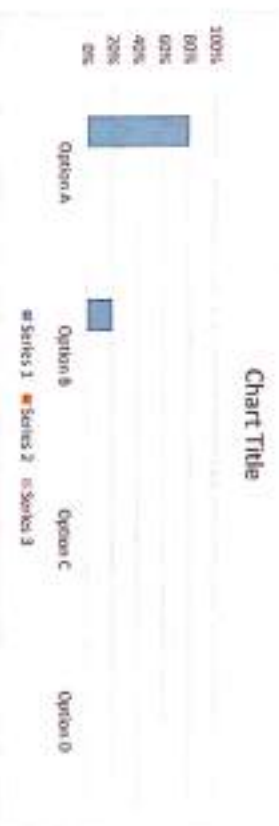 Chart Title
100%
80%
60%
40%
20%
0%
Option A Option B Option C Option D
Series 1 Series 2 Series 3